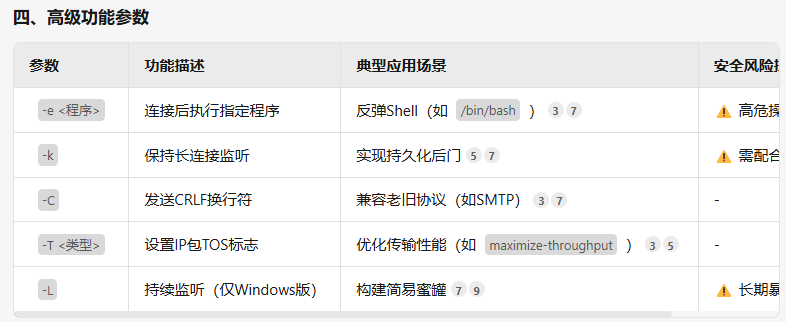 四、高级功能参数
参数 功能描述 典型应用场景 安全风险
-e <程序> 连接后执行指定程序 反弹Shell（如 /bin/bash ） 3 7 ⚠ 高危操
-k 保持长连接监听 实现持久化后门 5 7 ⚠ 需配合
-C 发送CRLF换行符 兼容老旧协议（如SMTP） 3 7 -
-T <类型> 设置IP包TOS标志 优化传输性能（如 maximize-throughput ） 3 5 -
-L 持续监听（仅Windows版） 构建简易蜜罐 7 9 ⚠ 长期暴